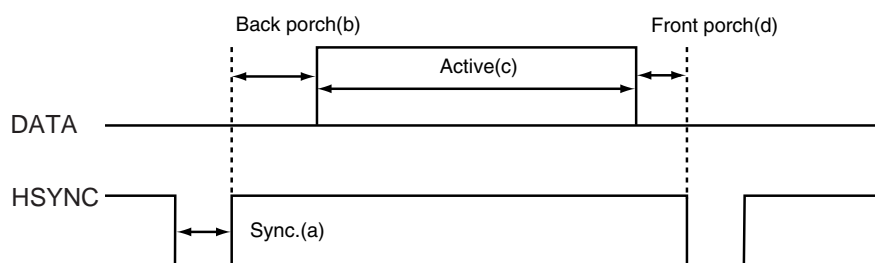 Back porch(b)
Front porch(d)
Active(c)
DATA
HSYNC
Sync.(a)